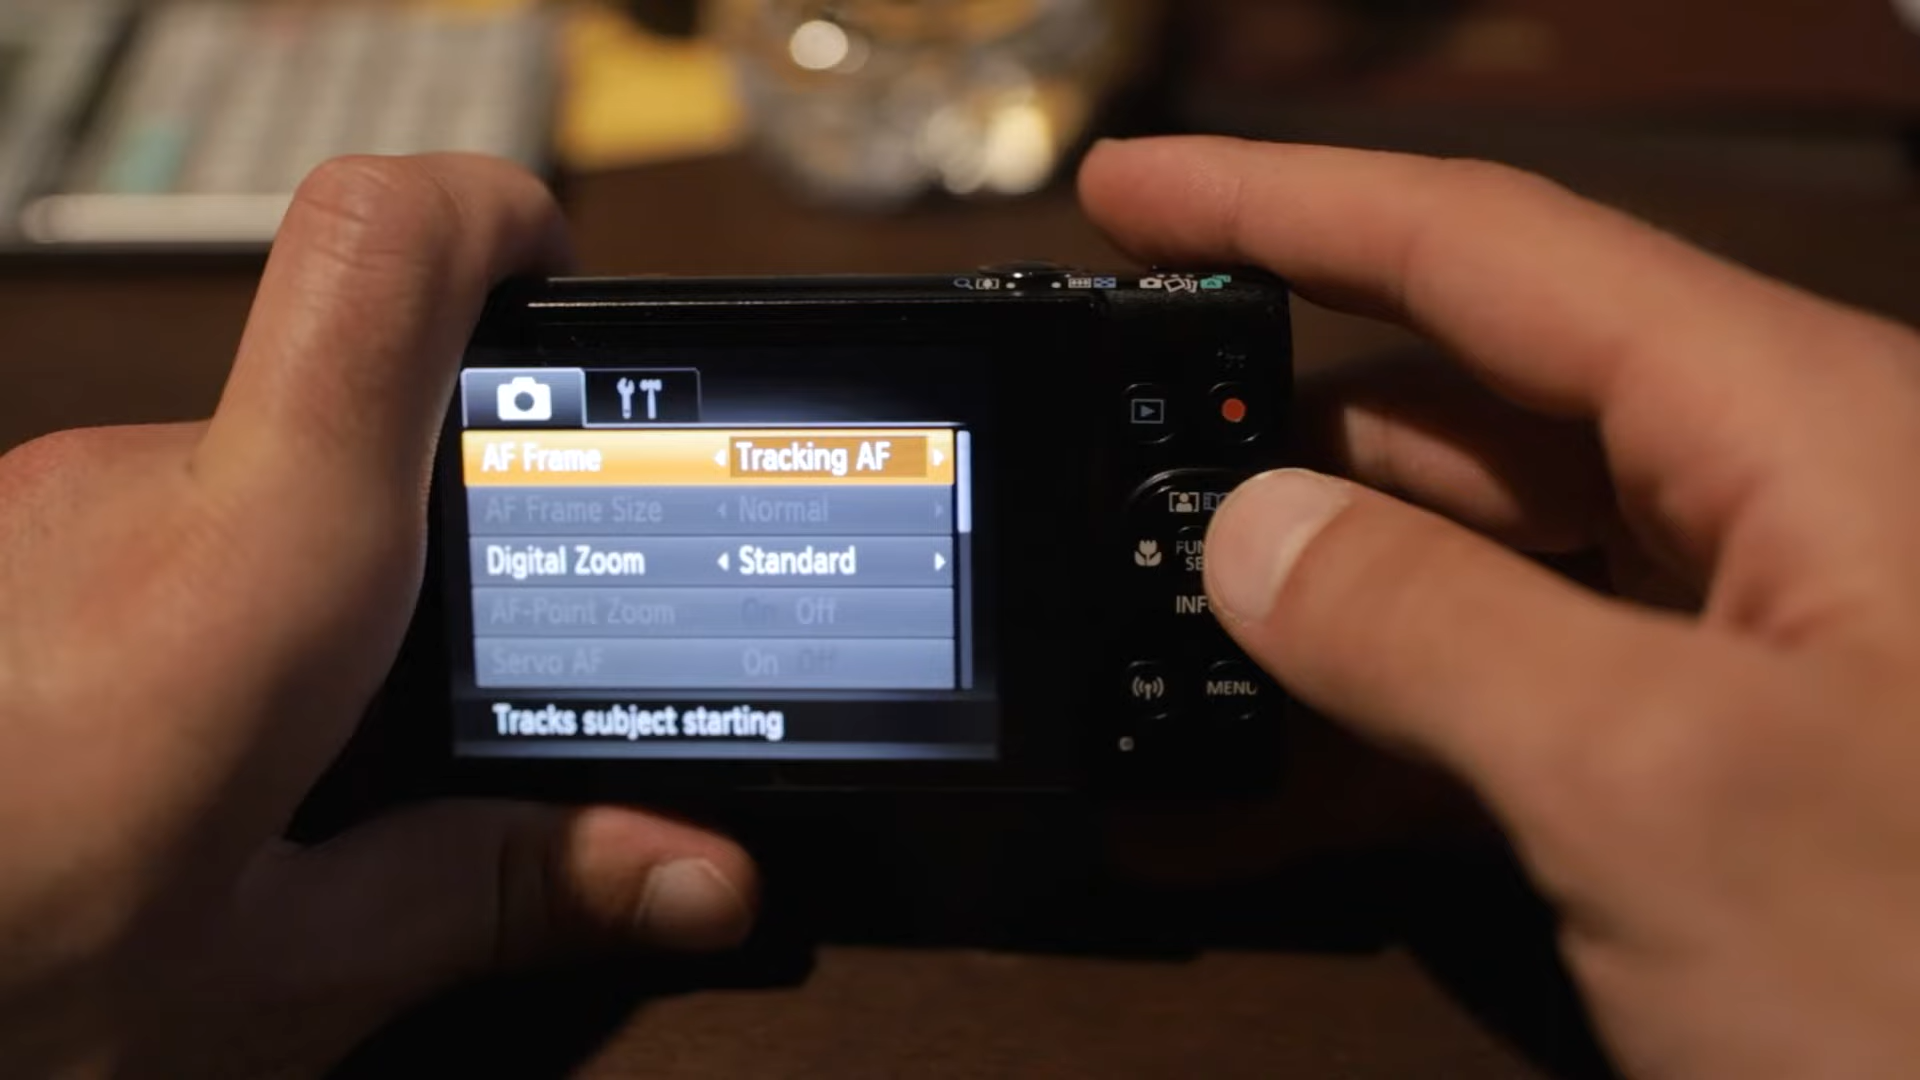 AF Frame Tracking AF
AF Frame Size Normal
Digital Zoom Standard
AF-Point Zoom On Off
Servo AF On Off
Tracks subject starting
MENU